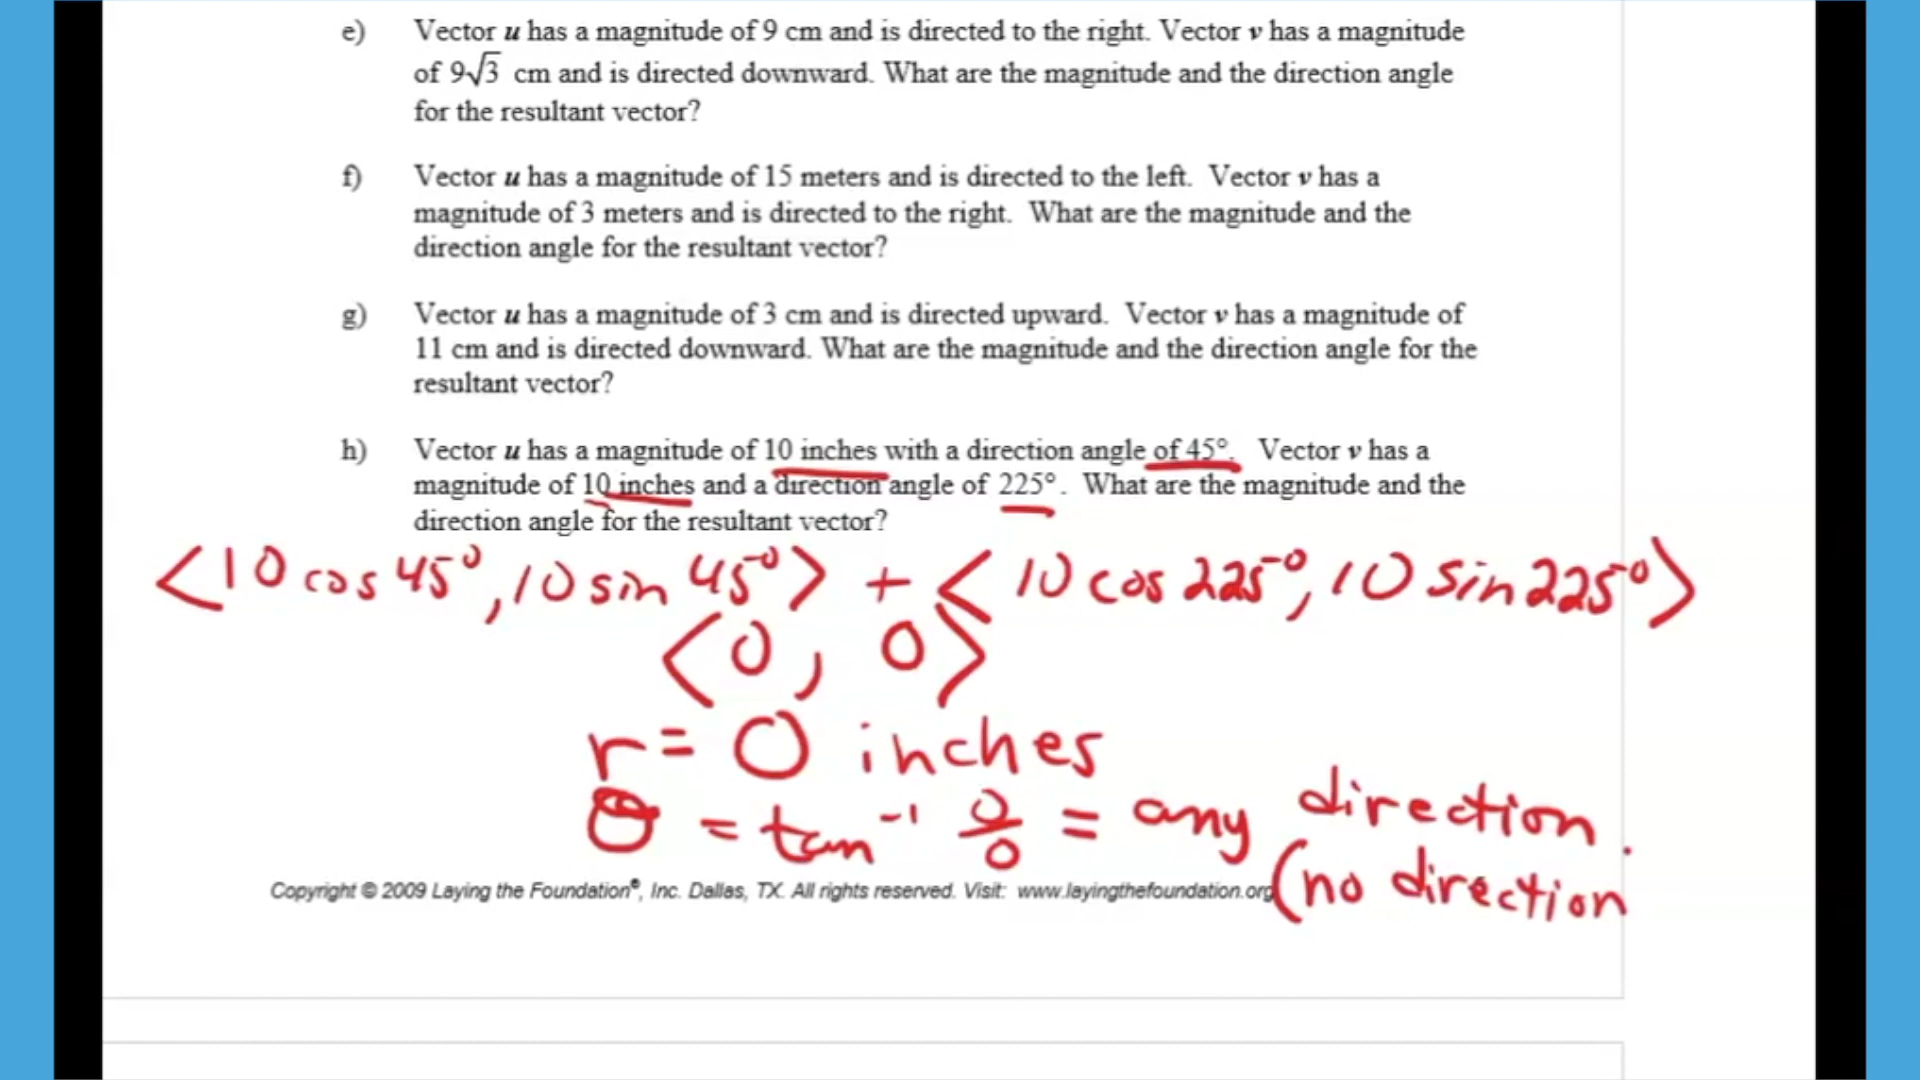 e) Vector u has a magnitude of 9 cm and is directed to the right. Vector v has a magnitude
of 9√3 cm and is directed downward. What are the magnitude and the direction angle
for the resultant vector?
f) Vector u has a magnitude of 15 meters and is directed to the left. Vector v has a
magnitude of 3 meters and is directed to the right. What are the magnitude and the
direction angle for the resultant vector?
g) Vector u has a magnitude of 3 cm and is directed upward. Vector v has a magnitude of
11 cm and is directed downward. What are the magnitude and the direction angle for the
resultant vector?
h) Vector u has a magnitude of 10 inches with a direction angle of 45°. Vector v has a
magnitude of 10 inches and a direction angle of 225°. What are the magnitude and the
direction angle for the resultant vector?
<10 cos 45°, 10 sin 45°> + <10 cos 225°, 10 sin 225°>
<0, 0>
r = 0 inches
θ = tan⁻¹ 0/0 = any direction.
(no direction
Copyright © 2009 Laying the Foundation®, Inc. Dallas, TX. All rights reserved. Visit: www.layingthefoundation.org